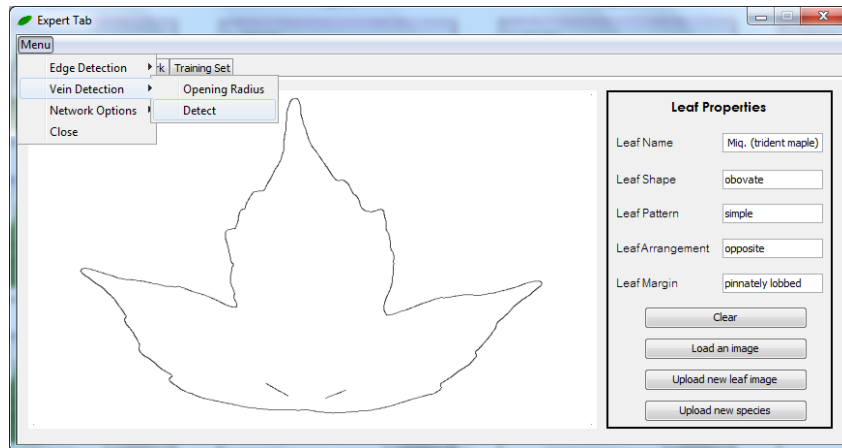 Expert Tab
Menu
Edge Detection
rk Training Set
Vein Detection
Opening Radius
Network Options
Detect
Close
Leaf Properties
Leaf Name Miq. (trident maple)
Leaf Shape obovate
Leaf Pattern simple
Leaf Arrangement opposite
Leaf Margin pinnately lobbed
Clear
Load an image
Upload new leaf image
Upload new species